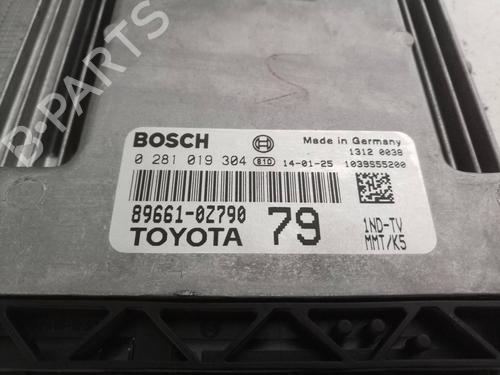 BOSCH
Made in Germany
1312 0038
0 281 019 304 B10 14-01-25 1039S55200
89661-0Z790 79 1ND-TV
TOYOTA MMT/K5
B-PARTS